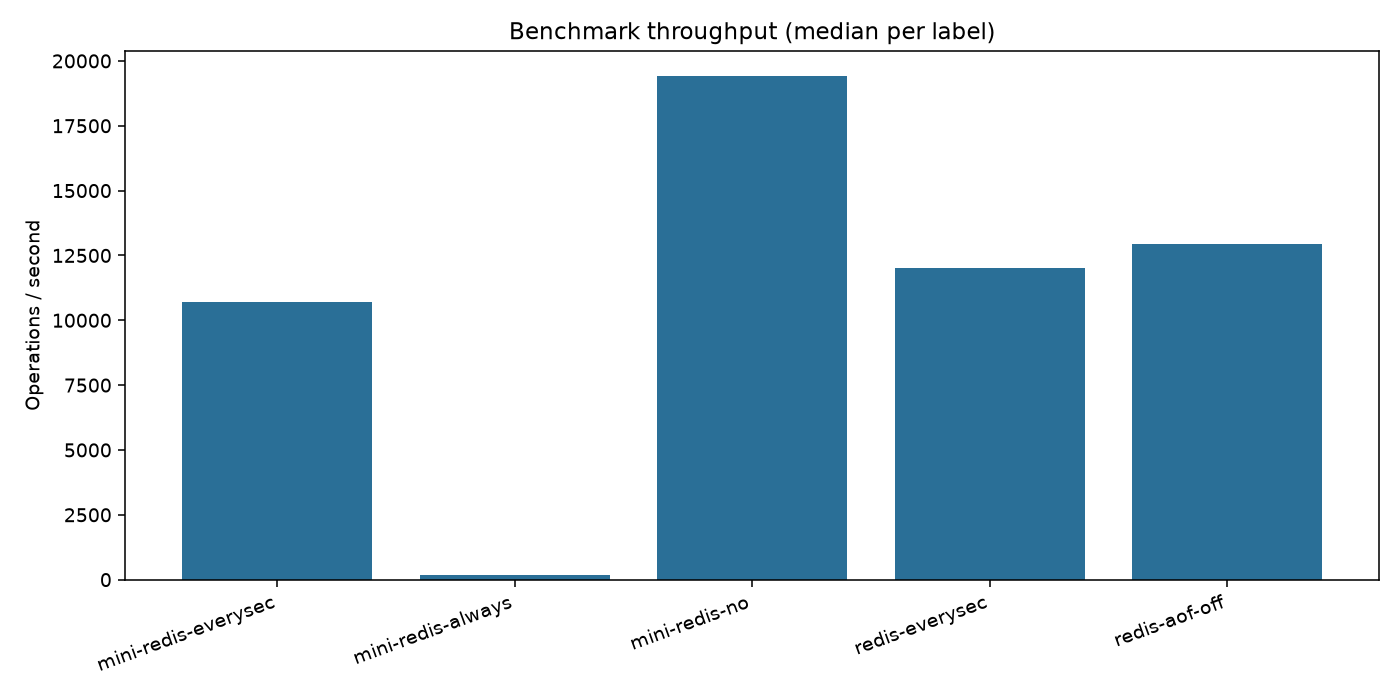 Benchmark throughput (median per label)
Operations / second
20000
17500
15000
12500
10000
7500
5000
2500
0
mini-redis-everysec
mini-redis-always
mini-redis-no
redis-everysec
redis-aof-off